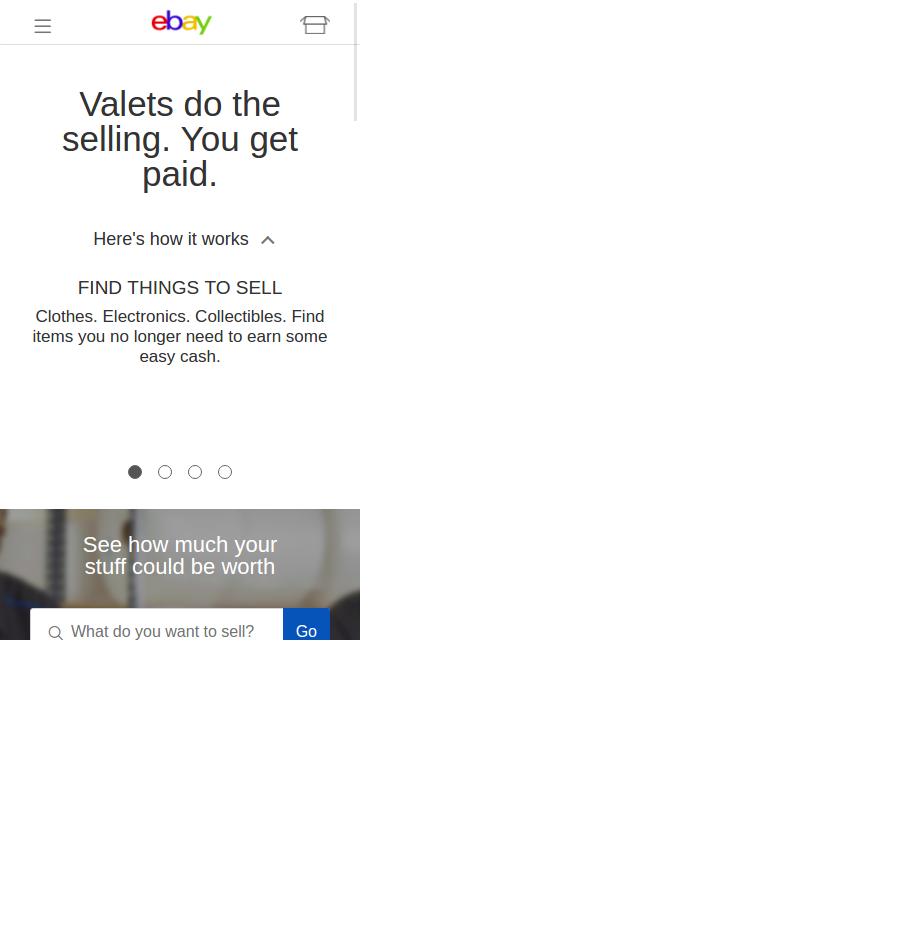 ebay
Valets do the
selling. You get
paid.
Here's how it works
FIND THINGS TO SELL
Clothes. Electronics. Collectibles. Find
items you no longer need to earn some
easy cash.
See how much your
stuff could be worth
What do you want to sell?
Go